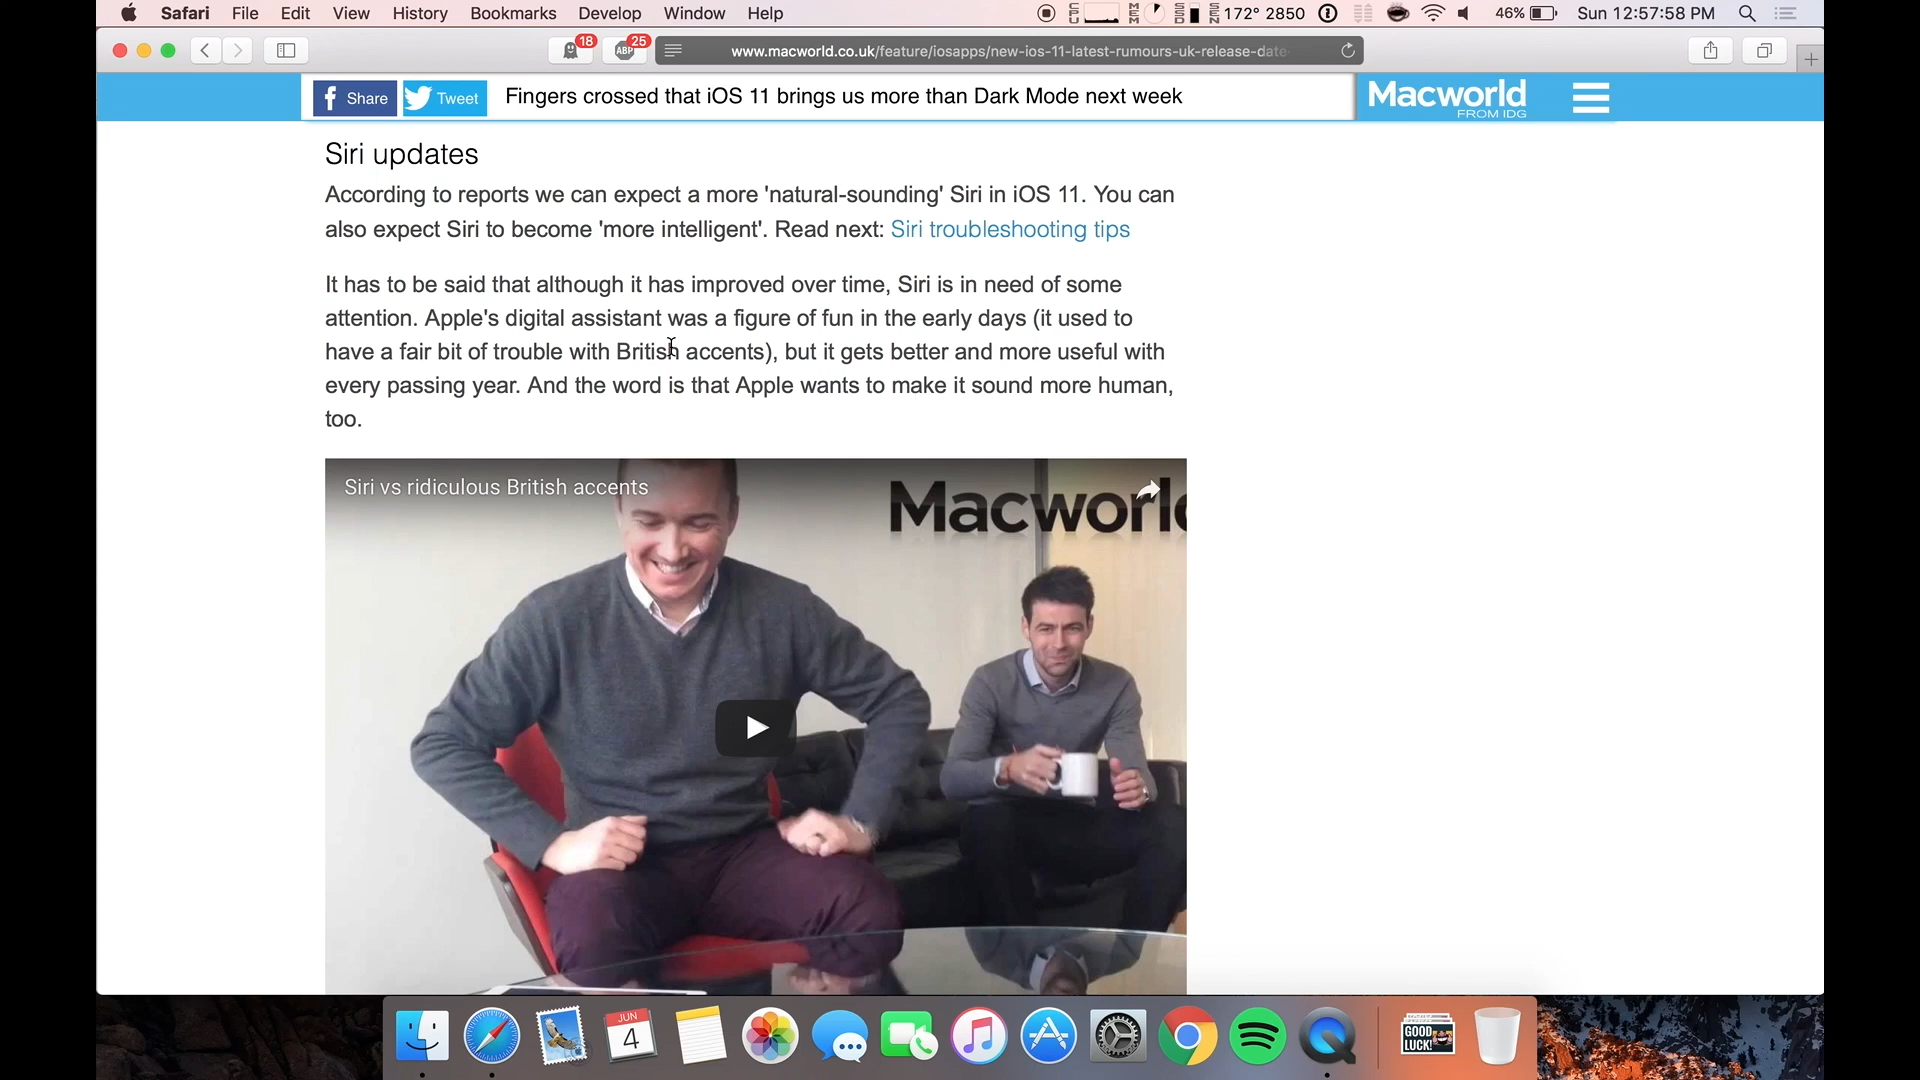 Safari File Edit View History Bookmarks Develop Window Help CPU MEM SSD SEN 172° 2850 46% Sun 12:57:58 PM
18 ABP 25 www.macworld.co.uk/feature/iosapps/new-ios-11-latest-rumours-uk-release-date-
Share Tweet Fingers crossed that iOS 11 brings us more than Dark Mode next week Macworld
FROM IDG
Siri updates
According to reports we can expect a more 'natural-sounding' Siri in iOS 11. You can
also expect Siri to become 'more intelligent'. Read next: Siri troubleshooting tips
It has to be said that although it has improved over time, Siri is in need of some
attention. Apple's digital assistant was a figure of fun in the early days (it used to
have a fair bit of trouble with British accents), but it gets better and more useful with
every passing year. And the word is that Apple wants to make it sound more human,
too.
Siri vs ridiculous British accents
Macworld
JUN
4
GOOD
LUCK!